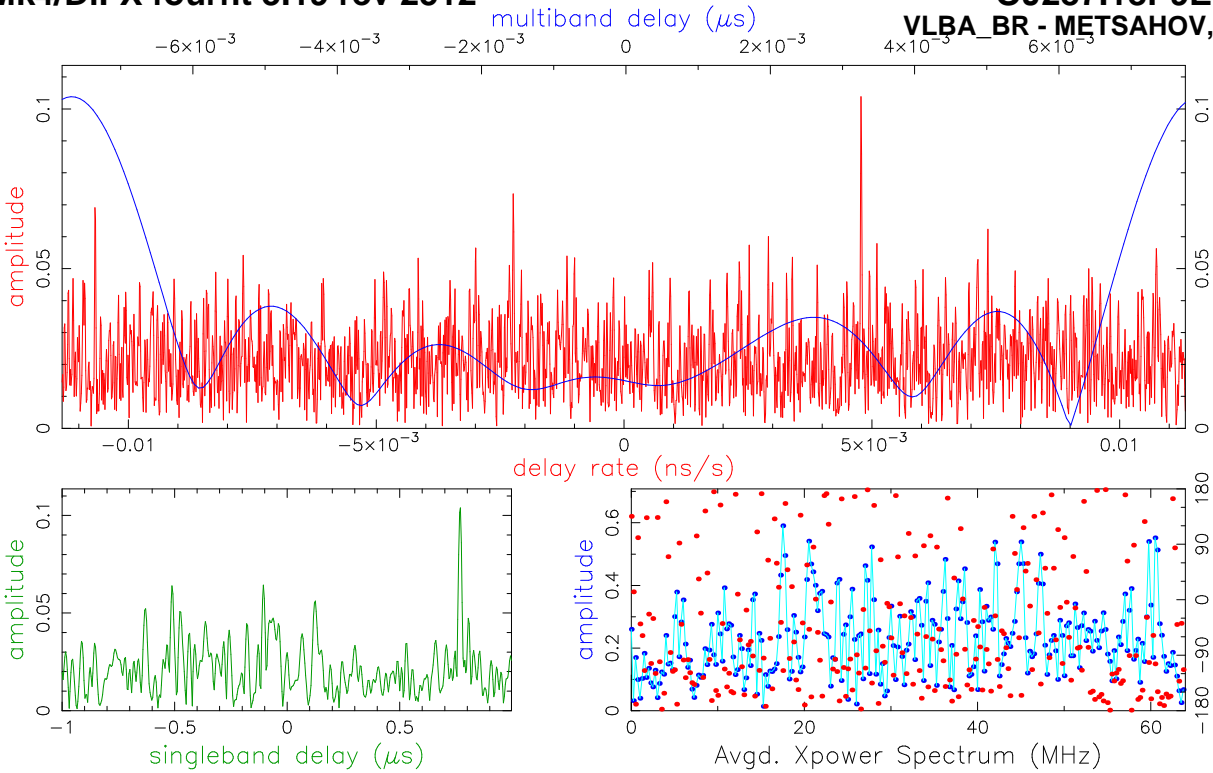 multiband delay (μs)
VLBA_BR - METSAHOV,
−6×10⁻³ −4×10⁻³ −2×10⁻³ 0 2×10⁻³ 4×10⁻³ 6×10⁻³
amplitude
0 0.05 0.1
0 0.05 0.1
−0.01 −5×10⁻³ 0 5×10⁻³ 0.01
delay rate (ns/s)
amplitude
0 0.05 0.1
−1 −0.5 0 0.5
singleband delay (μs)
amplitude
0 0.2 0.4 0.6
−180 −90 0 90 180
0 20 40 60
Avgd. Xpower Spectrum (MHz)